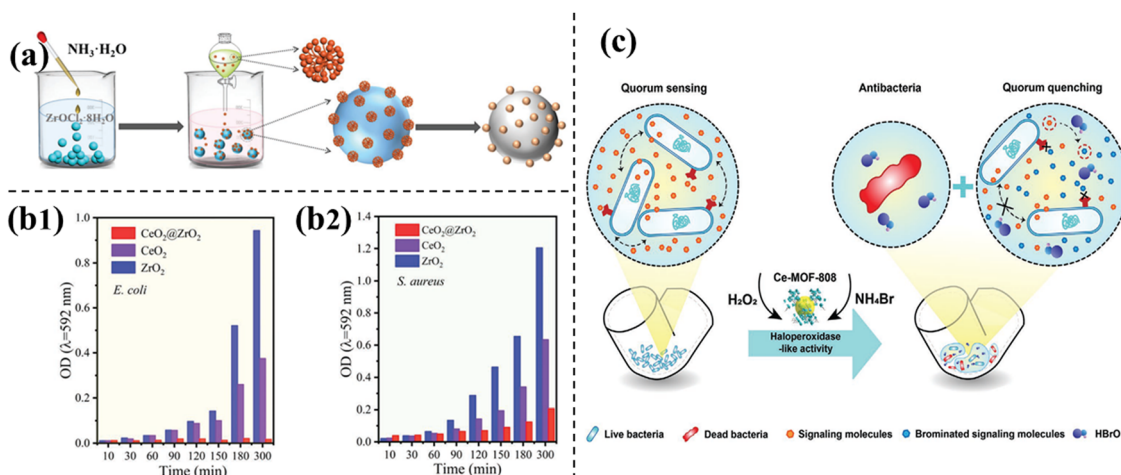 (a)
NH₃·H₂O
ZrOCl₂·8H₂O
(b1)
1.0
0.8
0.6
0.4
0.2
0.0
OD (λ=592 nm)
CeO₂@ZrO₂
CeO₂
ZrO₂
E. coli
10 30 60 90 120 150 180 300
Time (min)
(b2)
1.4
1.2
1.0
0.8
0.6
0.4
0.2
0.0
OD (λ=592 nm)
CeO₂@ZrO₂
CeO₂
ZrO₂
S. aureus
10 30 60 90 120 150 180 300
Time (min)
(c)
Quorum sensing
Antibacteria
Quorum quenching
H₂O₂
Ce-MOF-808
NH₄Br
Haloperoxidase
-like activity
Live bacteria
Dead bacteria
Signaling molecules
Brominated signaling molecules
HBrO